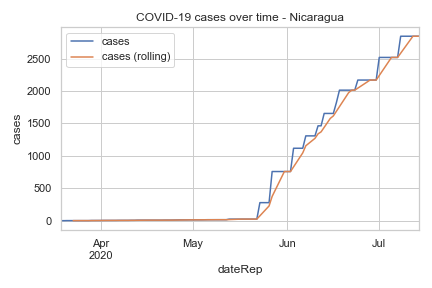 COVID-19 cases over time - Nicaragua
cases
cases (rolling)
cases
2500
2000
1500
1000
500
0
Apr
2020
May
Jun
Jul
dateRep